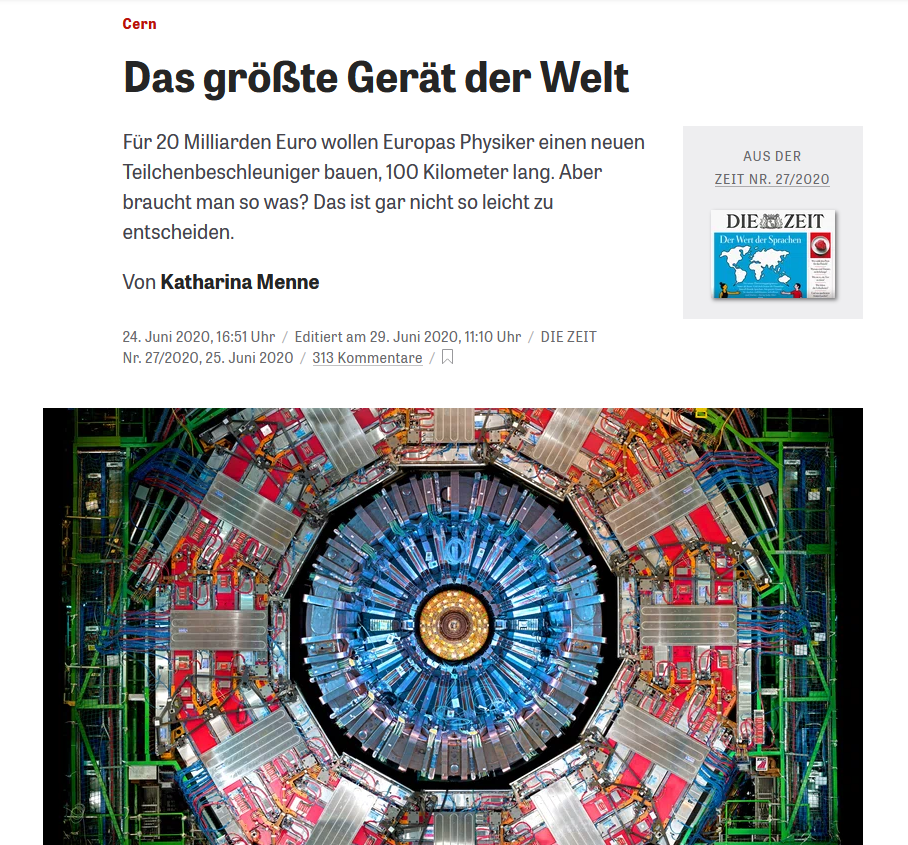 Cern
Das größte Gerät der Welt
Für 20 Milliarden Euro wollen Europas Physiker einen neuen
Teilchenbeschleuniger bauen, 100 Kilometer lang. Aber
braucht man so was? Das ist gar nicht so leicht zu
entscheiden.
Von Katharina Menne
24. Juni 2020, 16:51 Uhr / Editiert am 29. Juni 2020, 11:10 Uhr / DIE ZEIT
Nr. 27/2020, 25. Juni 2020 / 313 Kommentare /
AUS DER
ZEIT NR. 27/2020
DIE ZEIT
Der Wert der Sprachen